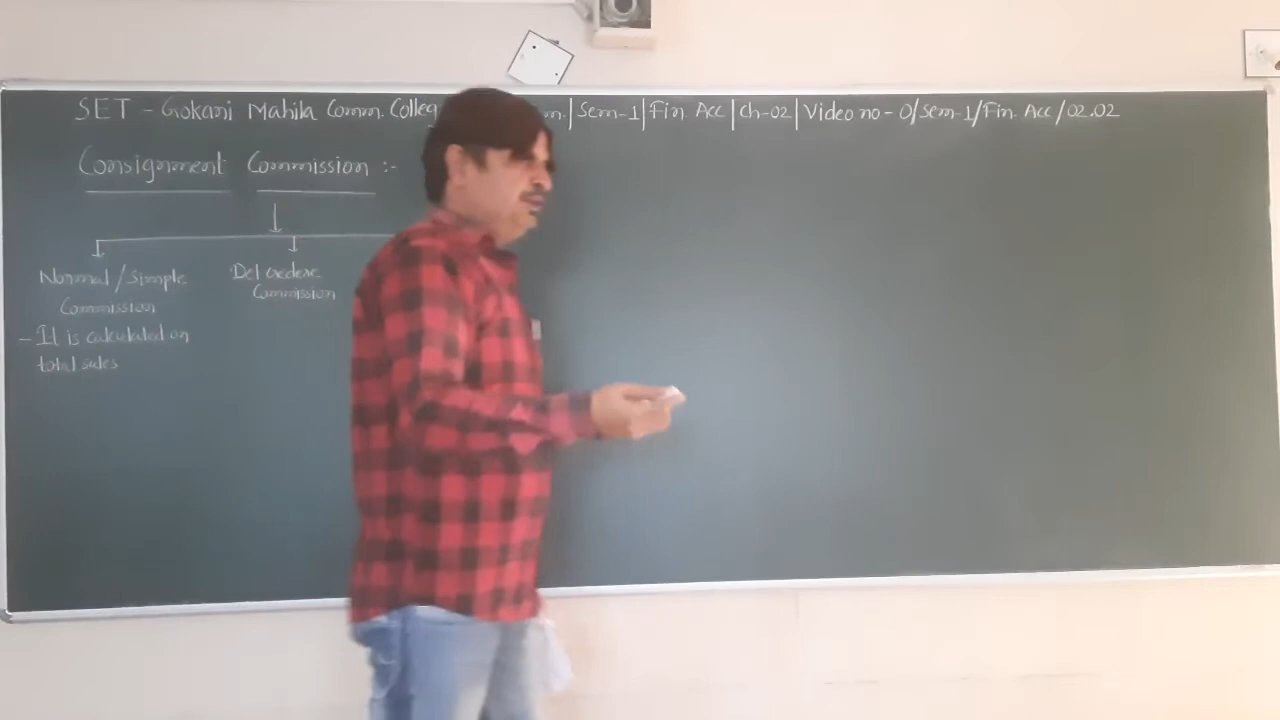 SET - Gokani Mahila Comm. Colleg om. | Sem-1 | Fin. Acc | Ch-02 | Video no - 0/Sem-1/Fin. Acc/02.02
Consignment Commission :-
Normal/Simple Commission
Del credere Commission
- It is calculated on
total sales